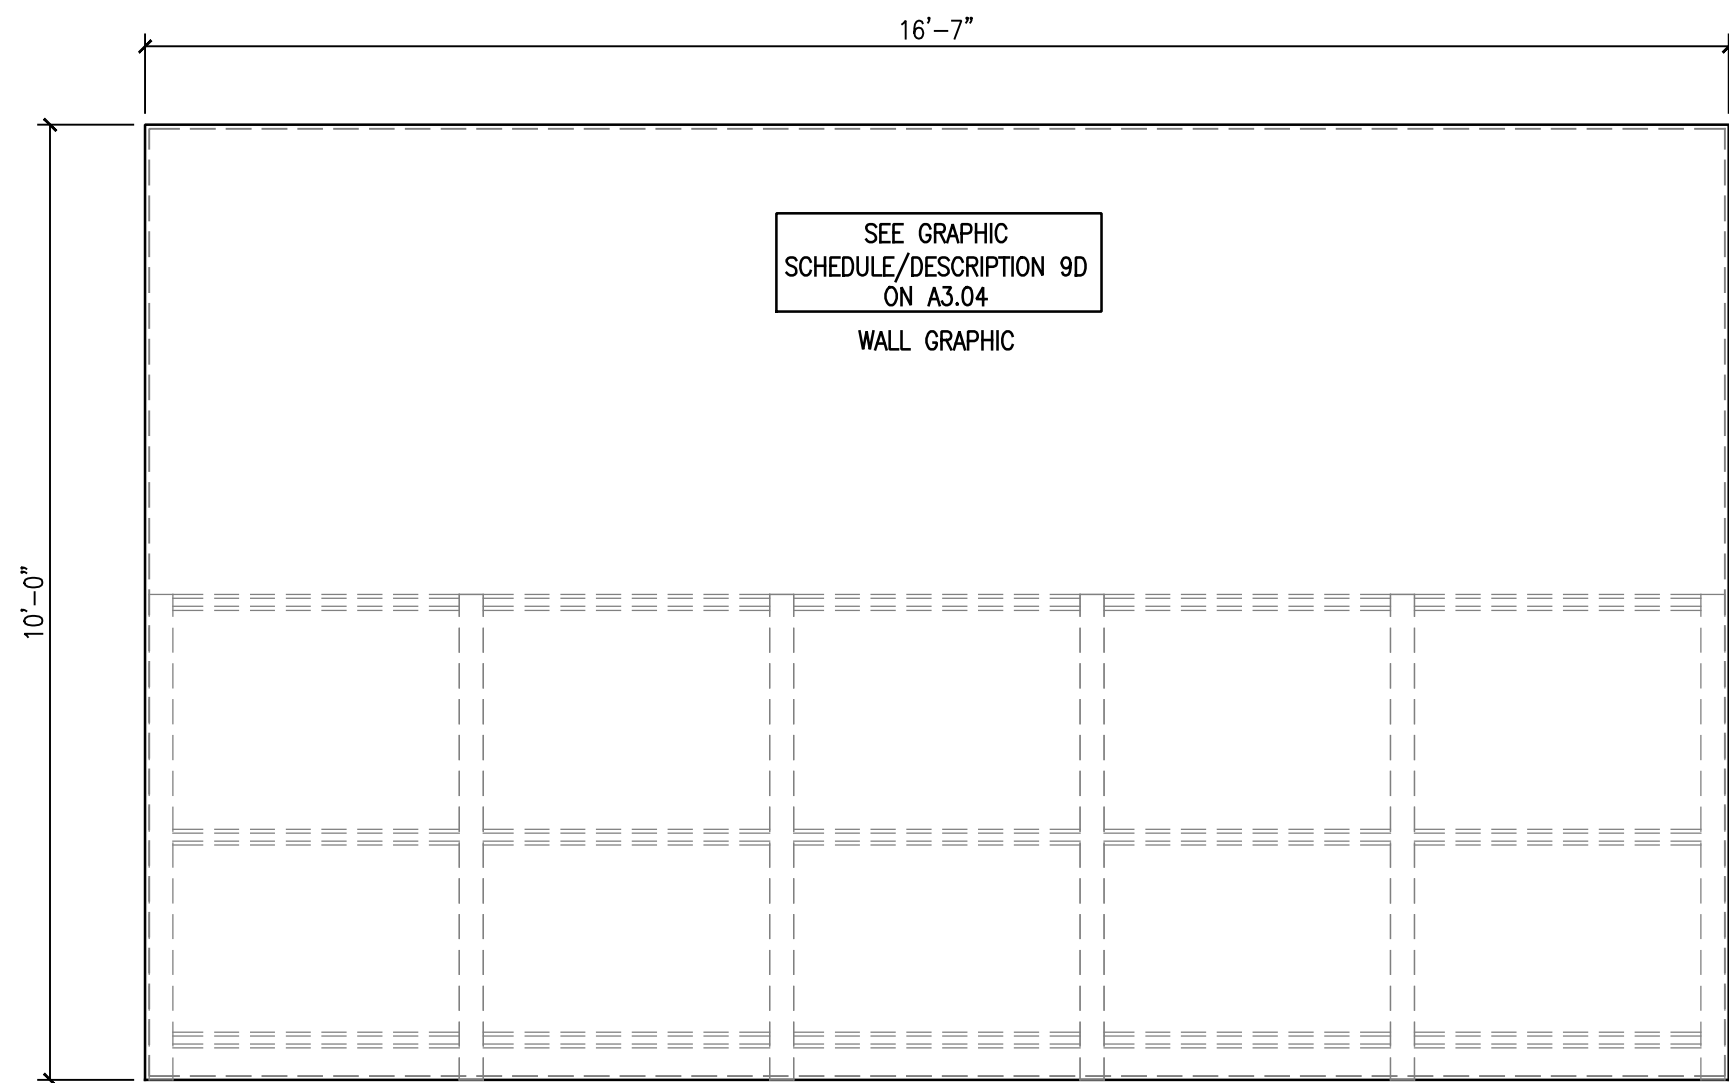 16'-7"
SEE GRAPHIC
SCHEDULE/DESCRIPTION 9D
ON A3.04
WALL GRAPHIC
10'-0"